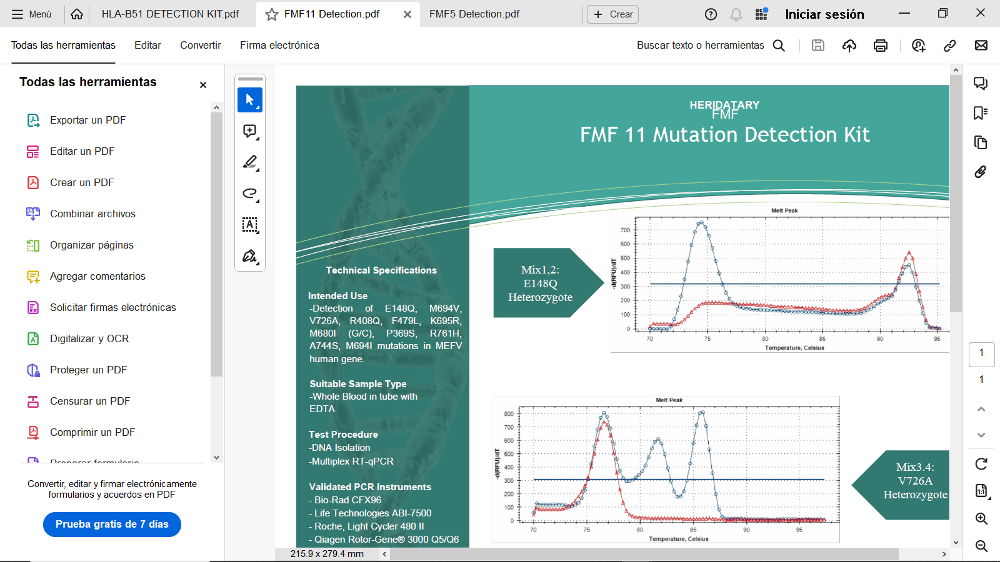 Menú
HLA-B51 DETECTION KIT.pdf
FMF11 Detection.pdf
FMF5 Detection.pdf
Crear
Iniciar sesión
Todas las herramientas
Editar
Convertir
Firma electrónica
Buscar texto o herramientas
Todas las herramientas
Exportar un PDF
Editar un PDF
Crear un PDF
Combinar archivos
Organizar páginas
Agregar comentarios
Solicitar firmas electrónicas
Digitalizar y OCR
Proteger un PDF
Censurar un PDF
Comprimir un PDF
Preparar formulario
Convertir, editar y firmar electrónicamente
formularios y acuerdos en PDF
Prueba gratis de 7 días
HERIDATARY
FMF
FMF 11 Mutation Detection Kit
Technical Specifications
Intended Use
-Detection of E148Q, M694V,
V726A, R408Q, F479L, K695R,
M680I (G/C), P369S, R761H,
A744S, M694I mutations in MEFV
human gene.
Suitable Sample Type
-Whole Blood in tube with
EDTA
Test Procedure
-DNA Isolation
-Multiplex RT-qPCR
Validated PCR Instruments
- Bio-Rad CFX96
- Life Technologies ABI-7500
- Roche, Light Cycler 480 II
- Qiagen Rotor-Gene® 3000 Q5/Q6
Mix1,2:
E148Q
Heterozygote
Melt Peak
-d(RFU)/dT
700
600
500
400
300
200
100
0
70 75 80 85 90 95
Temperature, Celsius
Melt Peak
-d(RFU)/dT
800
700
600
500
400
300
200
100
0
70 75 80 85 90 95
Temperature, Celsius
Mix3.4:
V726A
Heterozygote
215.9 x 279.4 mm
1
1
1:1